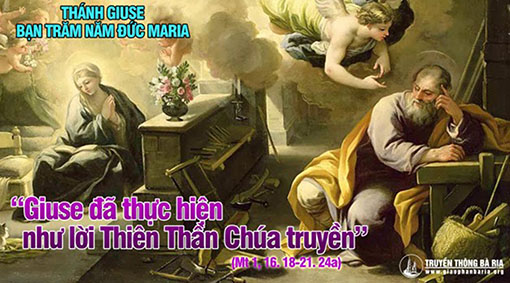 THÁNH GIUSE
BẠN TRĂM NĂM ĐỨC MARIA
“Giuse đã thực hiện
như lời Thiên Thần Chúa truyền”
(Mt 1, 16. 18-21. 24a)
TRUYỀN THÔNG BÀ RỊA
www.giaophanbaria.org